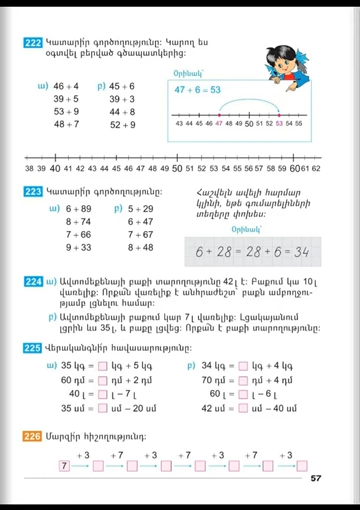 222 Կատարի՛ր գործողությունը: Կարող ես
օգտվել բերված գծապատկերից:
ա) 46 + 4
39 + 5
53 + 9
48 + 7
բ) 45 + 6
39 + 3
44 + 8
52 + 9
Օրինակ՝
47 + 6 = 53
43 44 45 46 47 48 49 50 51 52 53 54 55
38 39 40 41 42 43 44 45 46 47 48 49 50 51 52 53 54 55 56 57 58 59 60 61 62
223 Կատարի՛ր գործողությունը:
ա) 6 + 89
8 + 74
7 + 66
9 + 33
բ) 5 + 29
6 + 47
7 + 67
8 + 48
Հաշվելն ավելի հարմար
կլինի, եթե գումարելիների
տեղերը փոխես:
Օրինակ՝
6 + 28 = 28 + 6 = 34
224 ա) Ավտոմեքենայի բաքի տարողությունը 42 լ է: Բաքում կա 10 լ
վառելիք: Որքա՞ն վառելիք է անհրաժեշտ՝ բաքն ամբողջու-
թյամբ լցնելու համար:
բ) Ավտոմեքենայի բաքում կար 7 լ վառելիք: Լցակայանում
լցրին ևս 35 լ, և բաքը լցվեց: Որքա՞ն է բաքի տարողությունը:
225 Վերականգնի՛ր հավասարությունը:
ա) 35 կգ = □ կգ + 5 կգ
60 դմ = □ դմ + 2 դմ
40 լ = □ լ – 7 լ
35 սմ = □ սմ – 20 սմ
բ) 34 կգ = □ կգ + 4 կգ
70 դմ = □ դմ + 4 դմ
60 լ = □ լ – 6 լ
42 սմ = □ սմ – 40 սմ
226 Մարզի՛ր հիշողությունդ:
+ 3 + 7 + 3 + 7 + 3 + 7 + 3
7
57